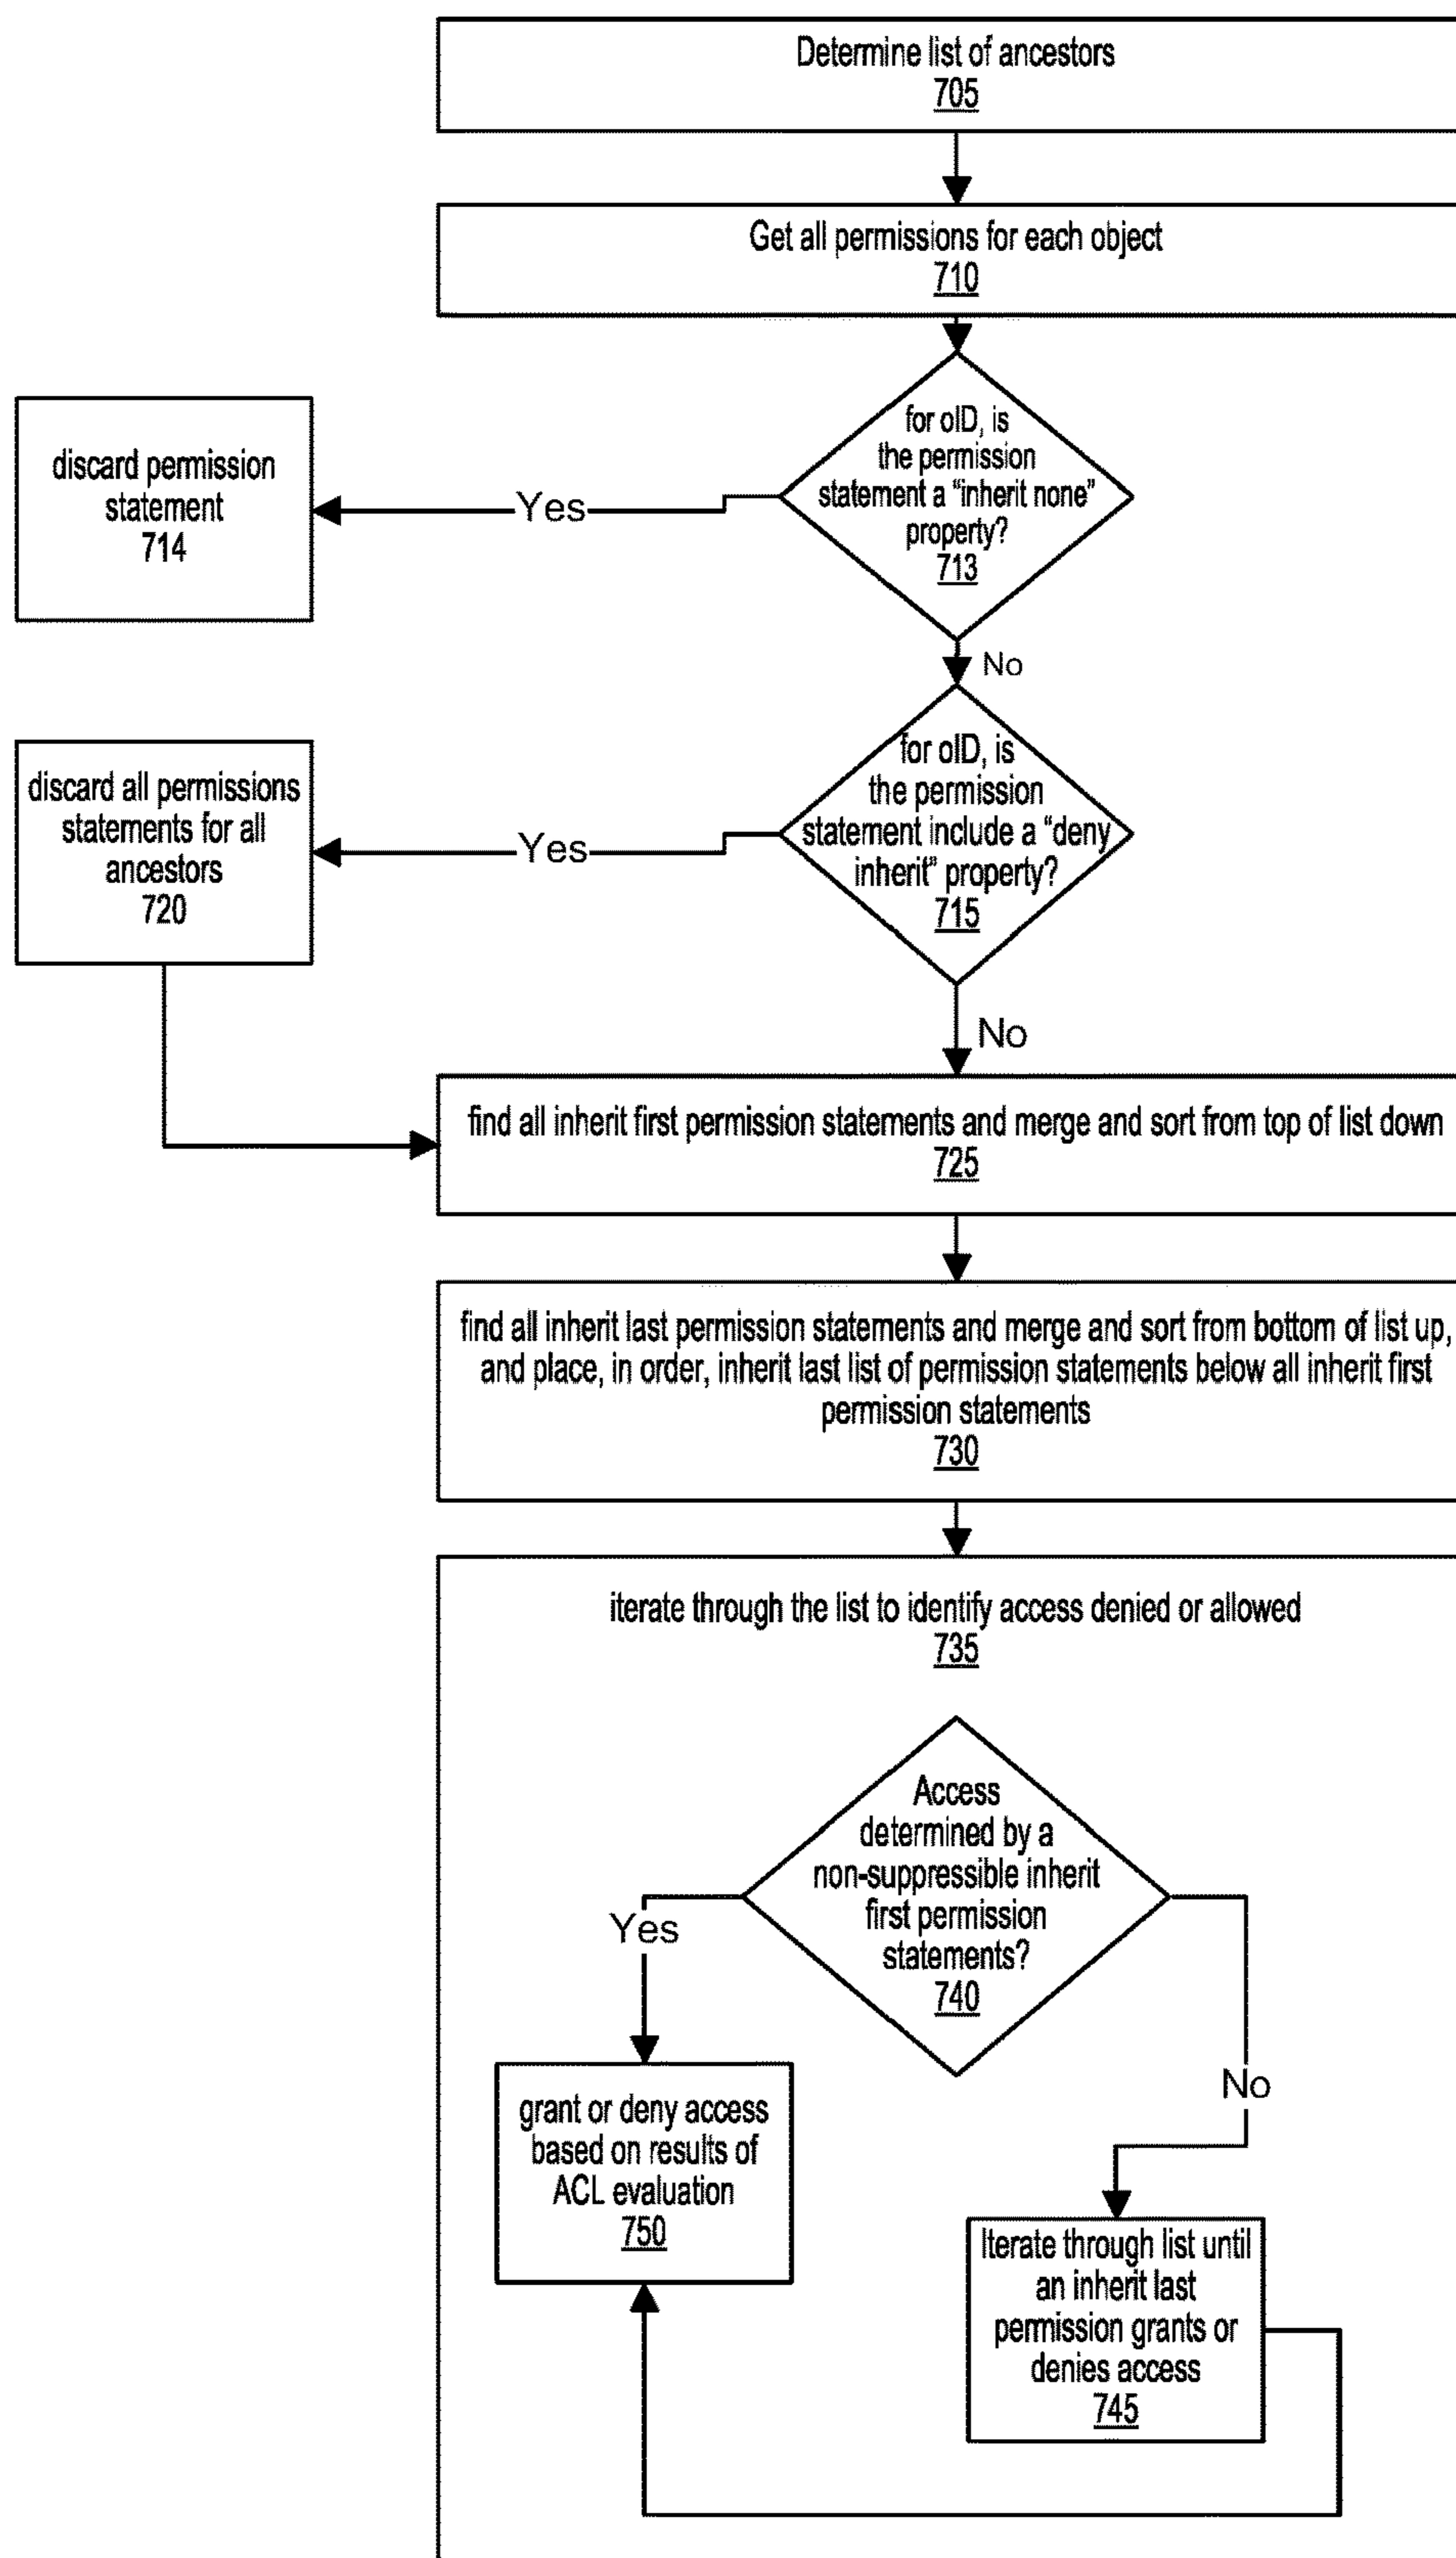 Determine list of ancestors
705
Get all permissions for each object
710
for oID, is
the permission
statement a “inherit none”
property?
713
Yes
discard permission
statement
714
No
for oID, is
the permission
statement include a “deny
inherit” property?
715
Yes
discard all permissions
statements for all
ancestors
720
No
find all inherit first permission statements and merge and sort from top of list down
725
find all inherit last permission statements and merge and sort from bottom of list up,
and place, in order, inherit last list of permission statements below all inherit first
permission statements
730
iterate through the list to identify access denied or allowed
735
Access
determined by a
non-suppressible inherit
first permission
statements?
740
Yes
No
grant or deny access
based on results of
ACL evaluation
750
Iterate through list until
an inherit last
permission grants or
denies access
745